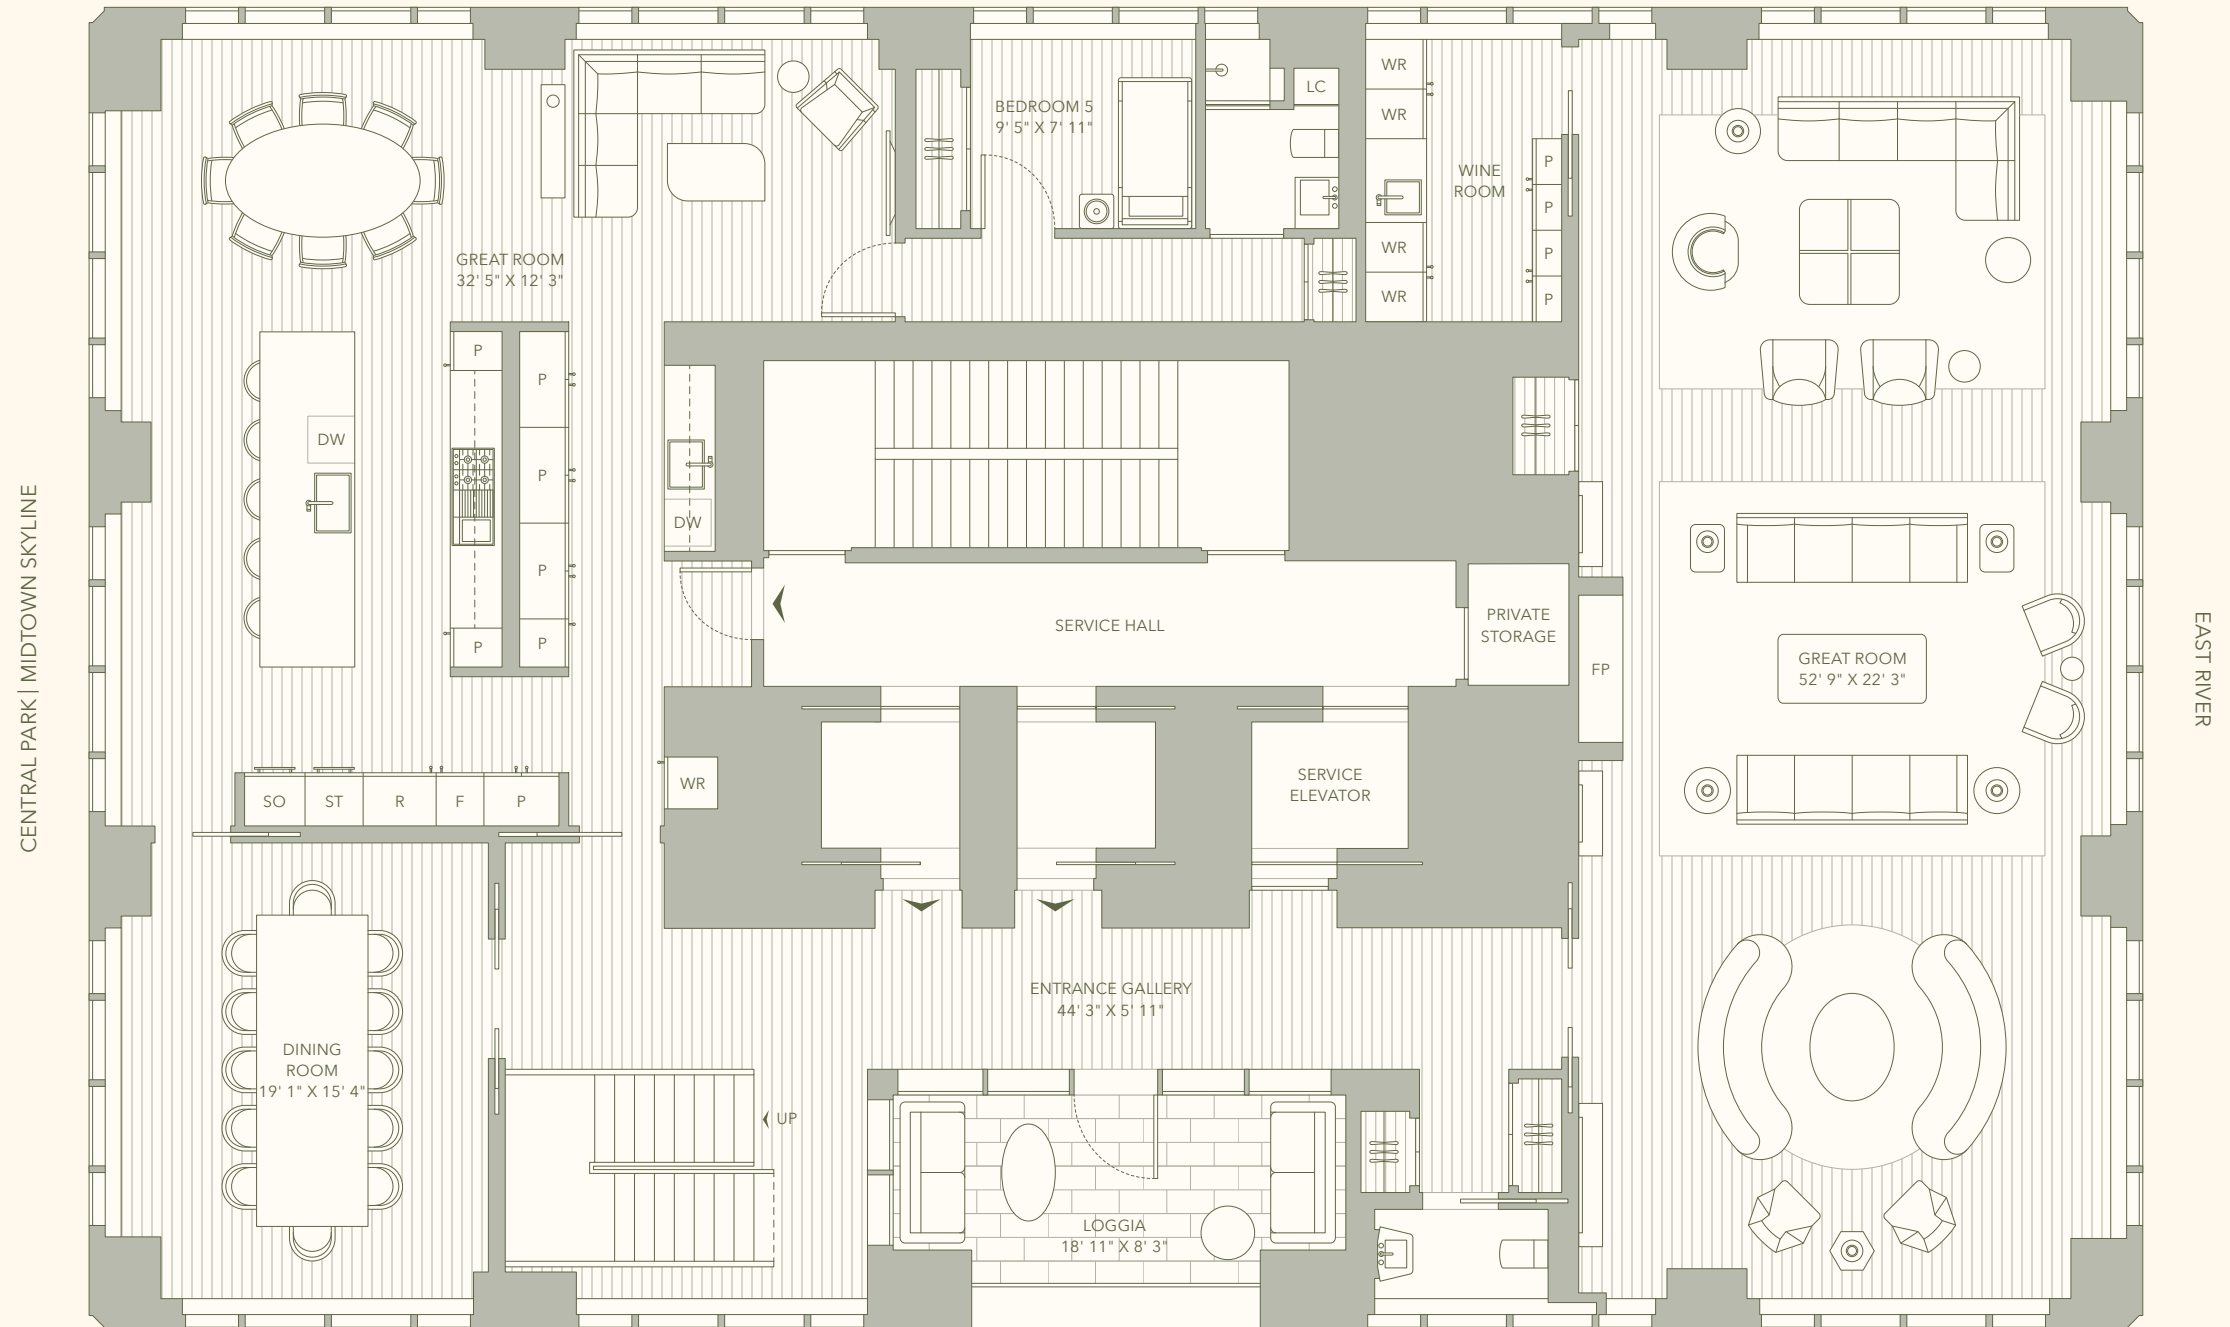 BEDROOM 5
9' 5" X 7' 11"
LC
WR
WR
WR
WR
WINE
ROOM
P
P
P
P
GREAT ROOM
32' 5" X 12' 3"
P
P
P
P
P
P
DW
DW
CENTRAL PARK | MIDTOWN SKYLINE
SERVICE HALL
PRIVATE
STORAGE
FP
GREAT ROOM
52' 9" X 22' 3"
EAST RIVER
SO
ST
R
F
P
WR
SERVICE
ELEVATOR
ENTRANCE GALLERY
44' 3" X 5' 11"
DINING
ROOM
19' 1" X 15' 4"
UP
LOGGIA
18' 11" X 8' 3"